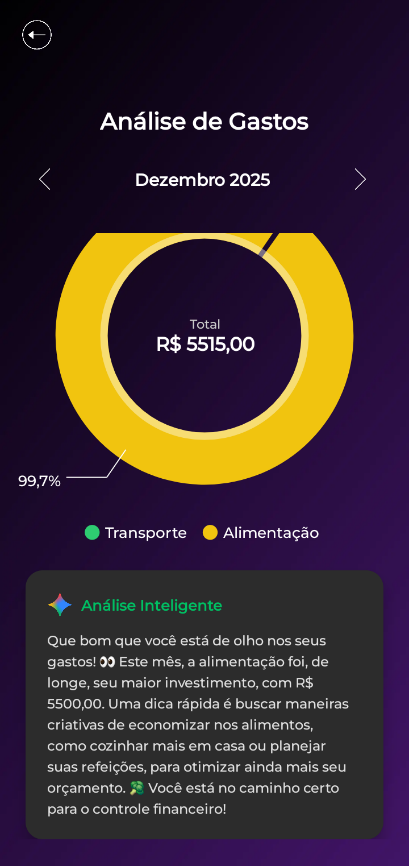 Análise de Gastos
Dezembro 2025
Total
R$ 5515,00
99,7%
Transporte Alimentação
Análise Inteligente
Que bom que você está de olho nos seus
gastos! 👀 Este mês, a alimentação foi, de
longe, seu maior investimento, com R$
5500,00. Uma dica rápida é buscar maneiras
criativas de economizar nos alimentos,
como cozinhar mais em casa ou planejar
suas refeições, para otimizar ainda mais seu
orçamento. 💸 Você está no caminho certo
para o controle financeiro!